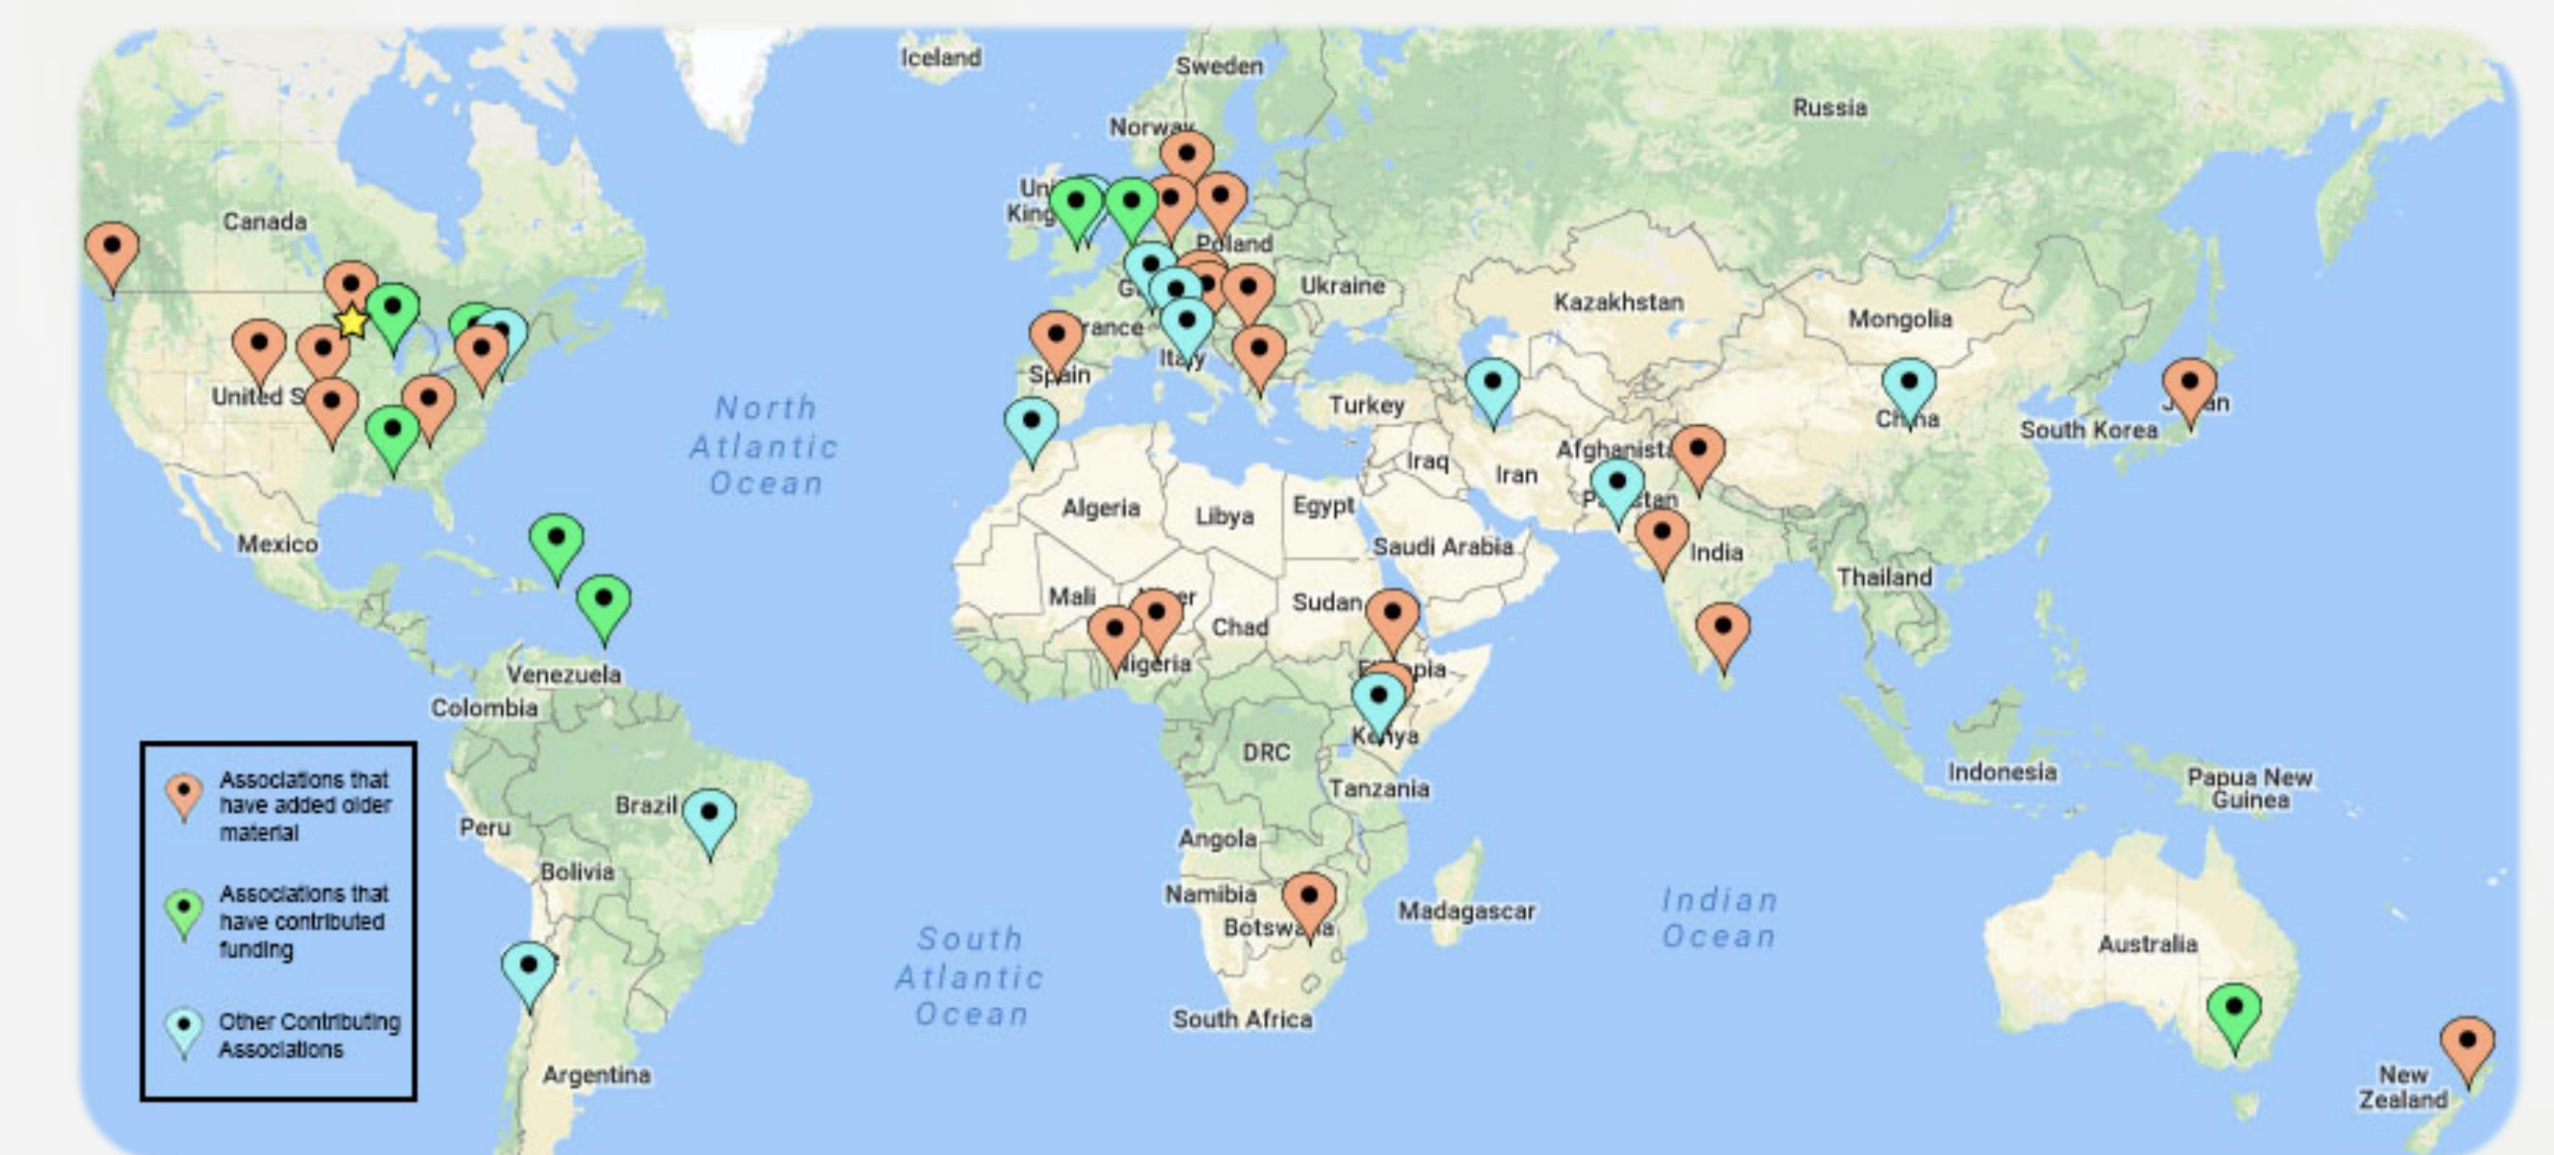 Iceland
Sweden
Russia
Norway
Canada
Poland
Ukraine
Kazakhstan
Mongolia
Italy
Spain
Turkey
China
South Korea
Iraq
Iran
Algeria
Libya
Egypt
Saudi Arabia
India
Thailand
Mexico
North
Atlantic
Ocean
Mali
Chad
Sudan
Nigeria
Venezuela
Colombia
Kenya
DRC
Tanzania
Indonesia
Papua New
Guinea
Brazil
Peru
Bolivia
Angola
Namibia
Botswana
Madagascar
Indian
Ocean
South
Atlantic
Ocean
Australia
South Africa
Argentina
New
Zealand
Associations that
have added older
material
Associations that
have contributed
funding
Other Contributing
Associations